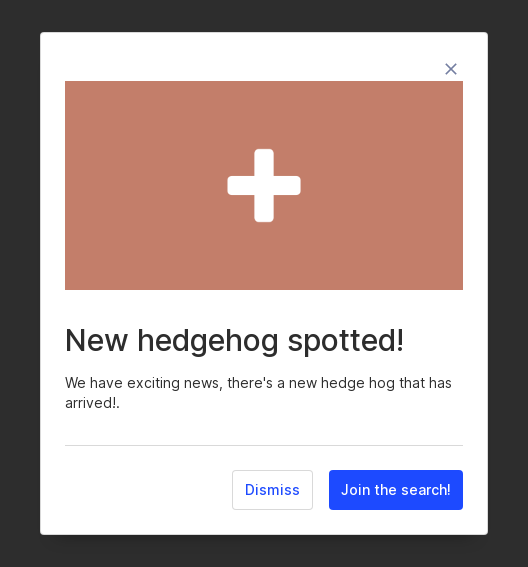 New hedgehog spotted!
We have exciting news, there's a new hedge hog that has
arrived!.
Dismiss
Join the search!